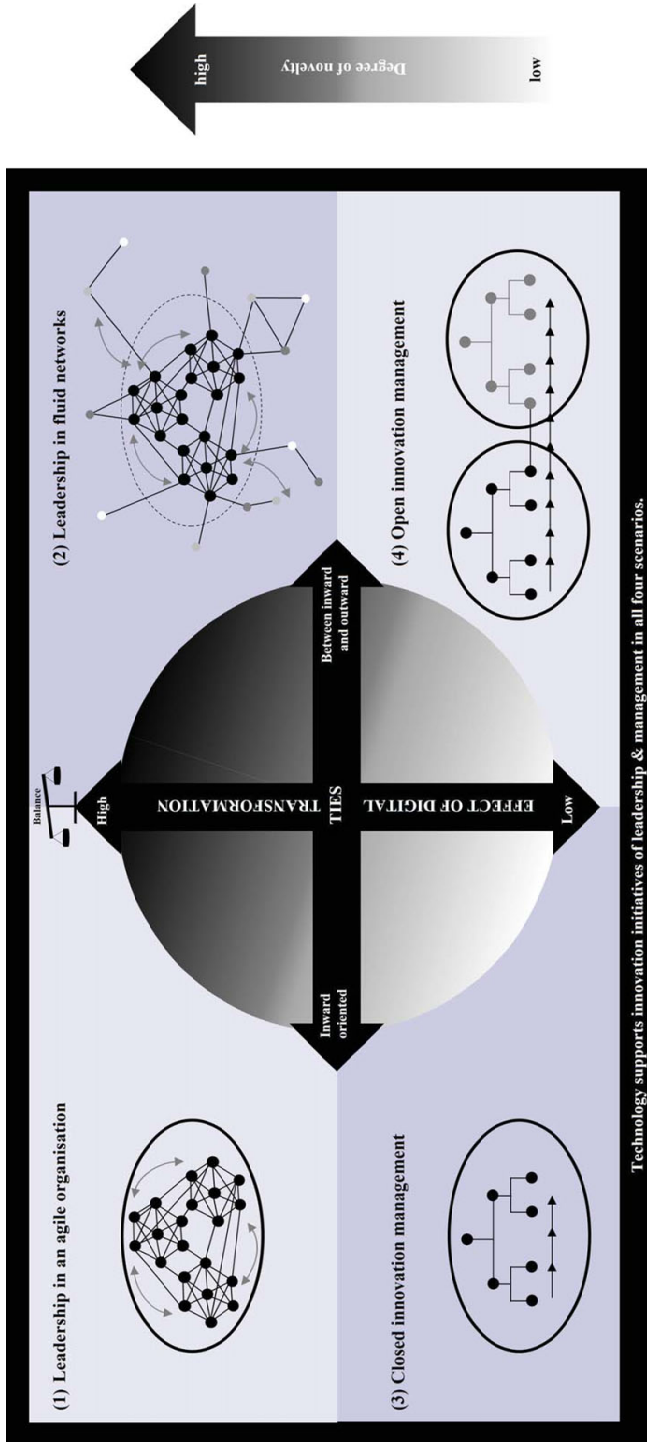 (1) Leadership in an agile organisation
Balance
(2) Leadership in fluid networks
High
TRANSFORMATION
Inward
oriented
TIES
Between inward
and outward
EFFECT OF DIGITAL
Low
(3) Closed innovation management
(4) Open innovation management
Technology supports innovation initiatives of leadership & management in all four scenarios.
high
Degree of novelty
low